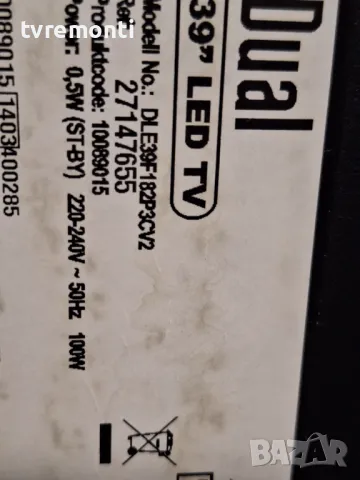 tvremonti
Dual
39” LED TV
Modell No.: DLE39F182P3CV2
27147655
Produktcode: 10089015
Power: 0,5W (ST-BY) 220-240V ~ 50Hz 100W
0089015 1403400285
BAZAR